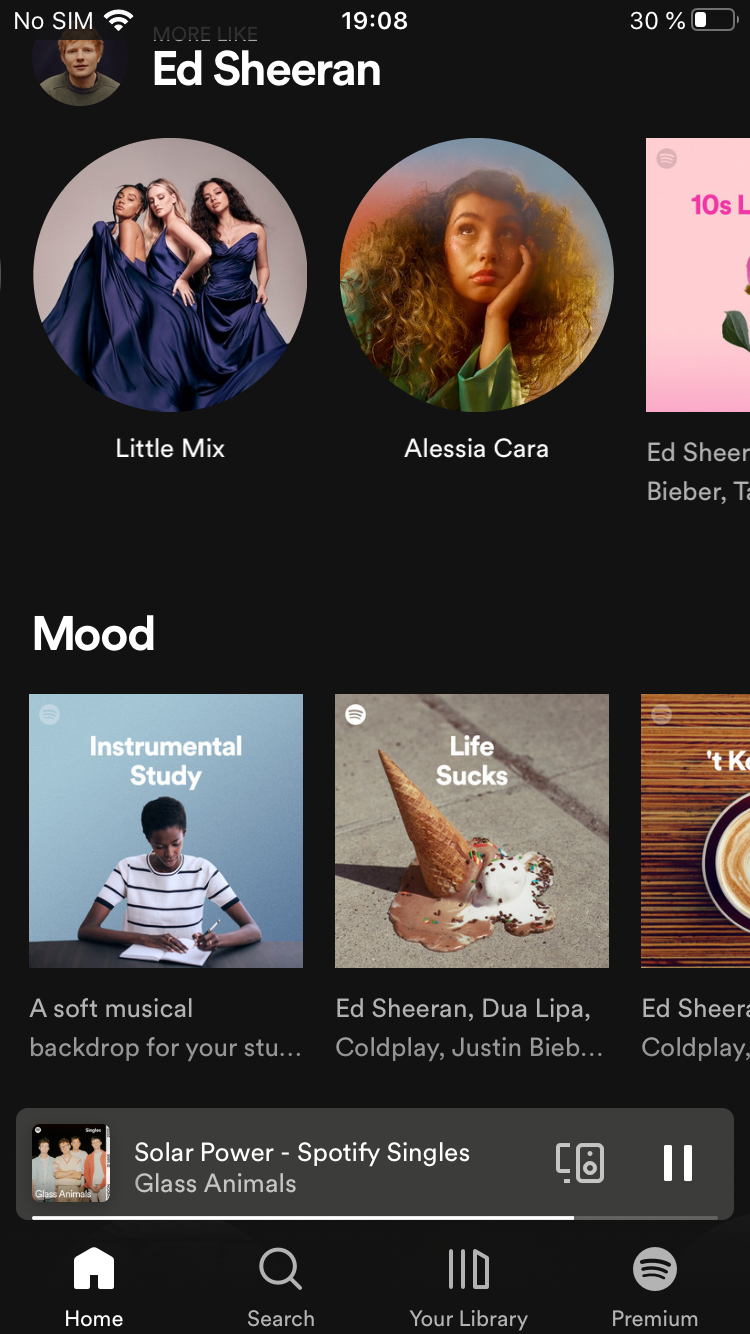 No SIM 19:08 30 %
MORE LIKE
Ed Sheeran
10s L
Little Mix
Alessia Cara
Ed Sheer
Bieber, Ta
Mood
Instrumental
Study
Life
Sucks
't Ko
A soft musical
backdrop for your stu...
Ed Sheeran, Dua Lipa,
Coldplay, Justin Bieb...
Ed Sheera
Coldplay,
Singles
Glass Animals
Solar Power - Spotify Singles
Glass Animals
Home
Search
Your Library
Premium